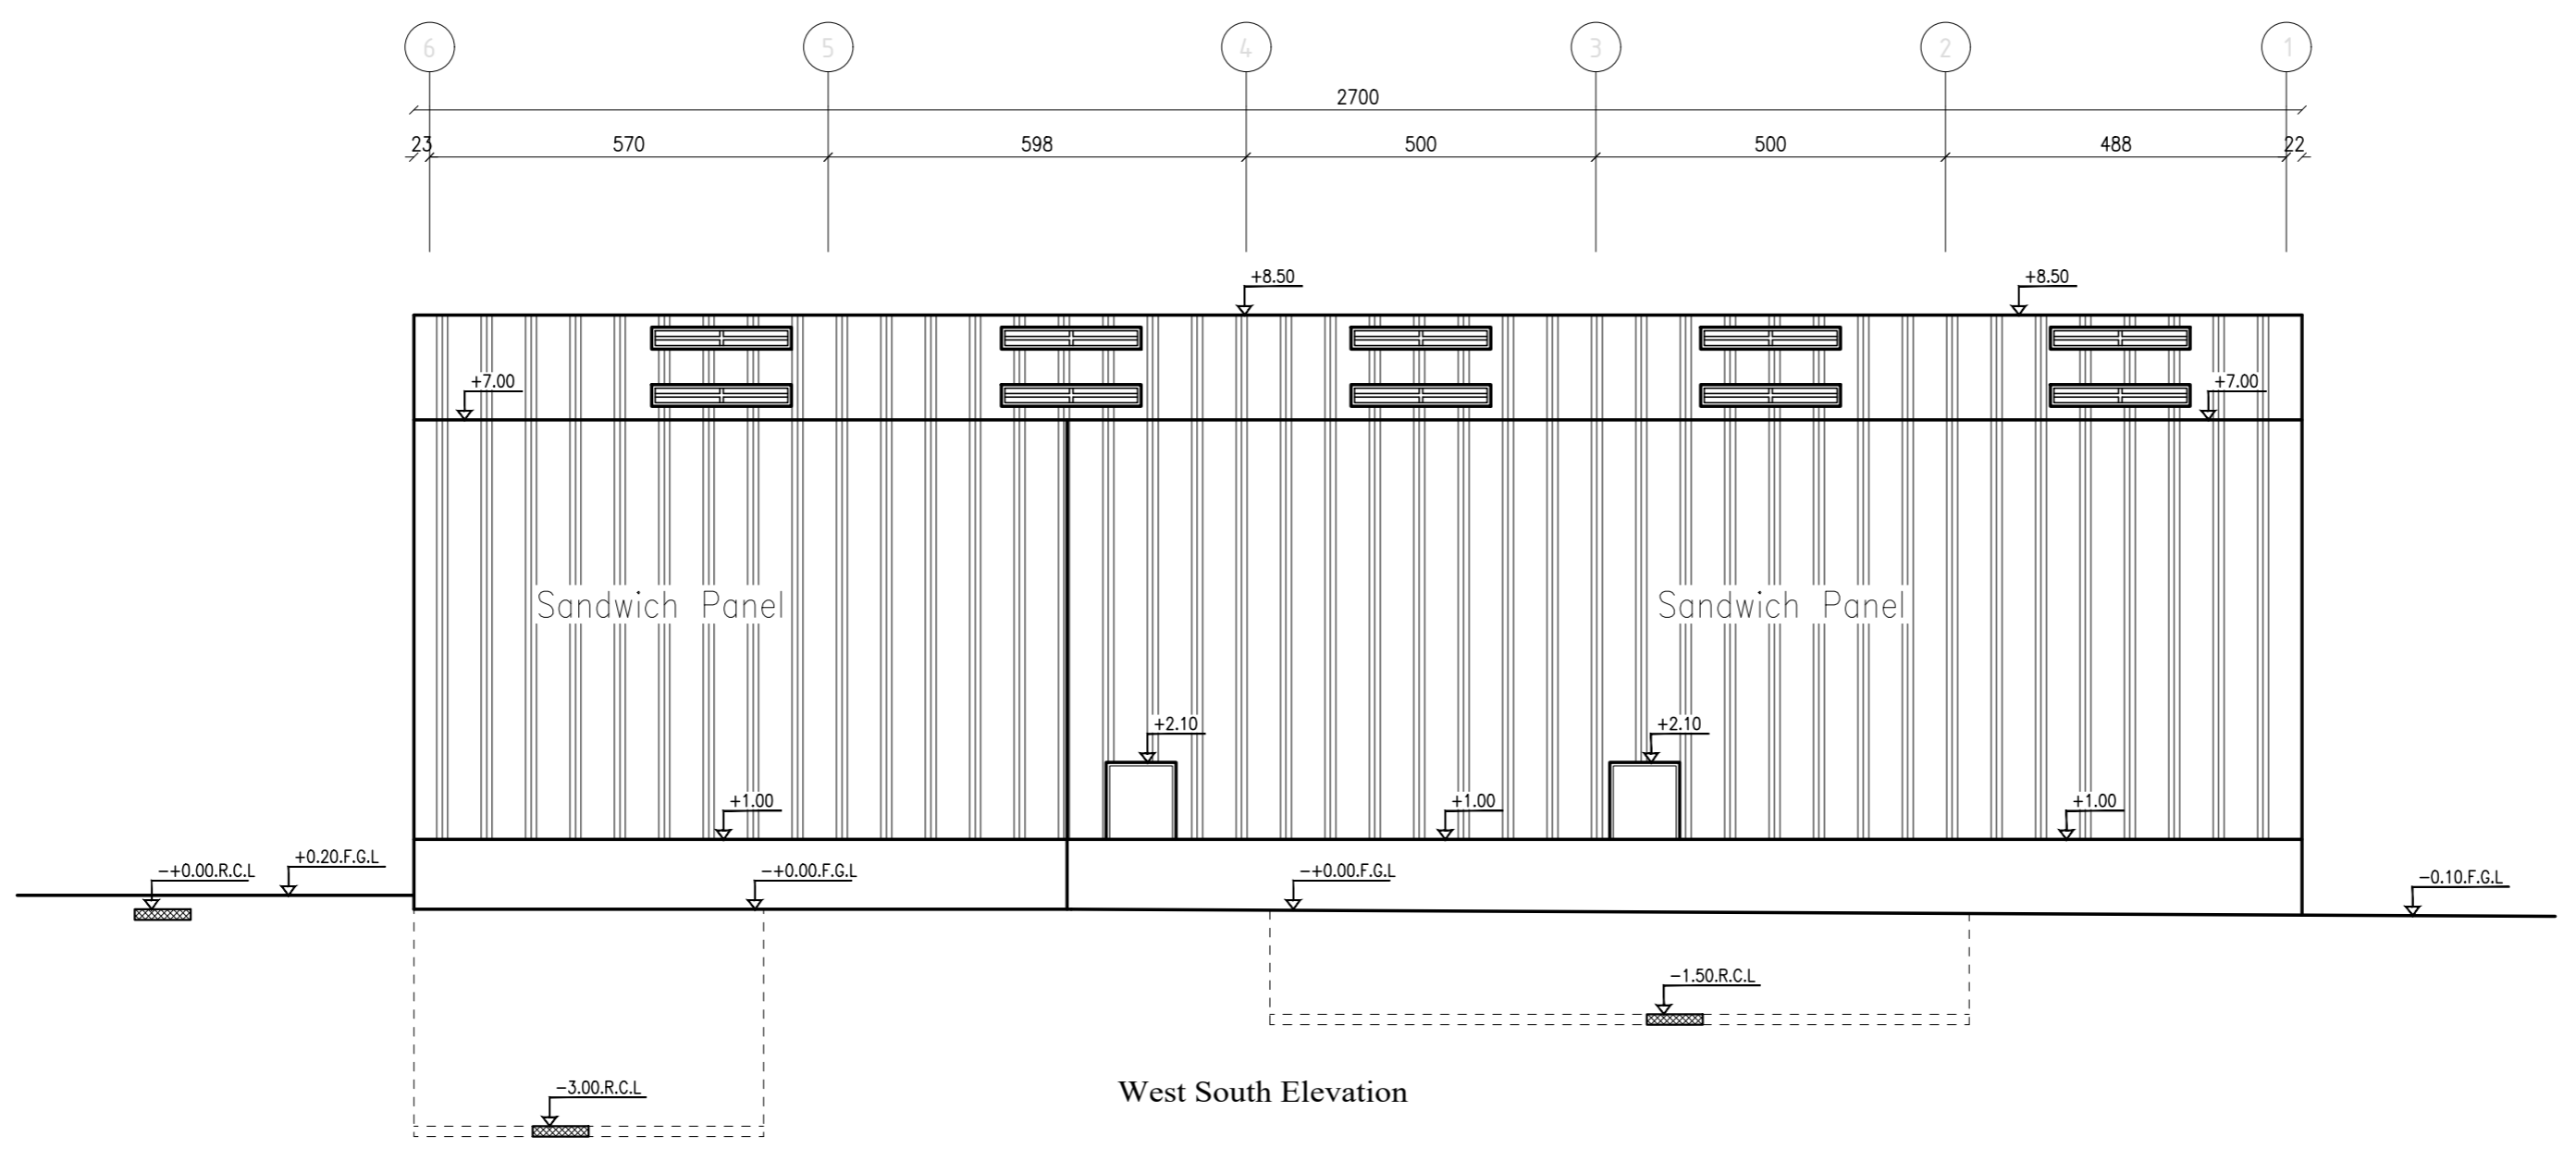 6 5 4 3 2 1
2700
23 570 598 500 500 488 22
+8.50 +8.50
+7.00 +7.00
Sandwich Panel Sandwich Panel
+2.10 +2.10
+1.00 +1.00 +1.00
-+0.00.R.C.L +0.20.F.G.L -+0.00.F.G.L -+0.00.F.G.L -0.10.F.G.L
-1.50.R.C.L
-3.00.R.C.L
West South Elevation